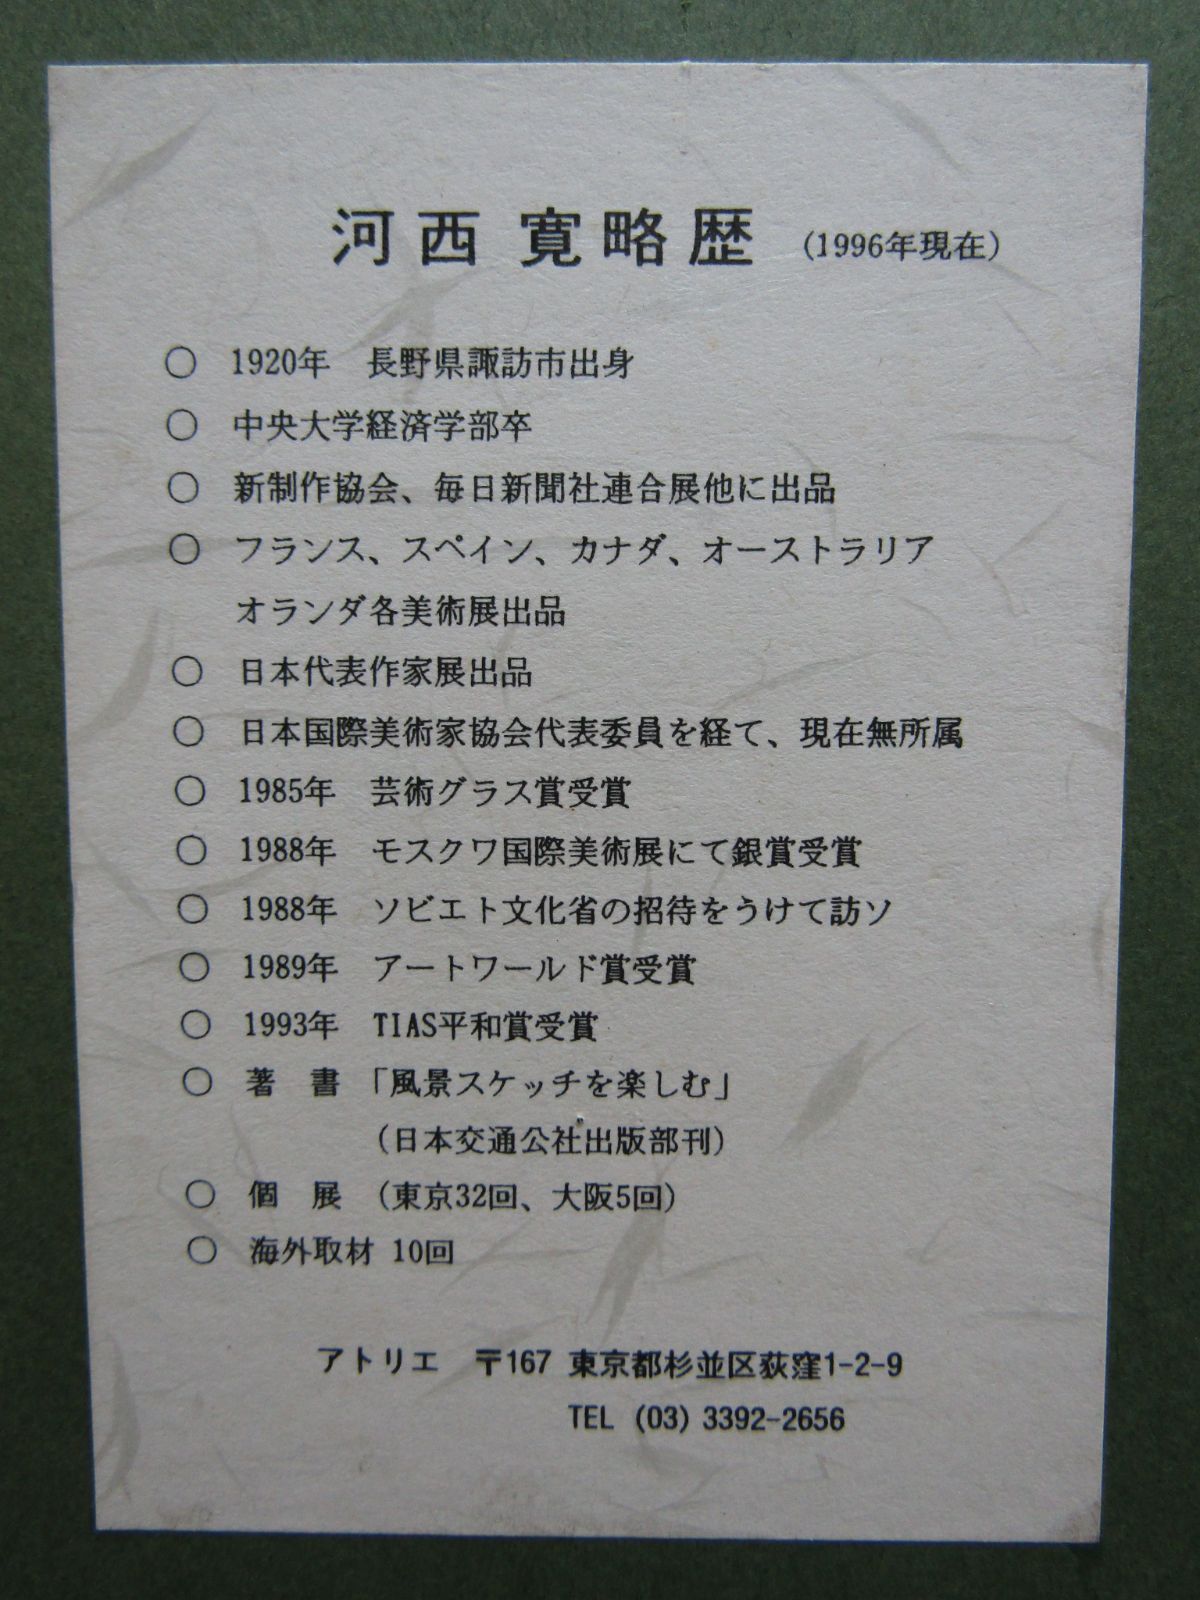 河西 寛略歴 (1996年現在)
○ 1920年 長野県諏訪市出身
○ 中央大学経済学部卒
○ 新制作協会、毎日新聞社連合展他に出品
○ フランス、スペイン、カナダ、オーストラリア
オランダ各美術展出品
○ 日本代表作家展出品
○ 日本国際美術家協会代表委員を経て、現在無所属
○ 1985年 芸術グラス賞受賞
○ 1988年 モスクワ国際美術展にて銀賞受賞
○ 1988年 ソビエト文化省の招待をうけて訪ソ
○ 1989年 アートワールド賞受賞
○ 1993年 TIAS平和賞受賞
○ 著 書 「風景スケッチを楽しむ」
(日本交通公社出版部刊)
○ 個 展 (東京32回、大阪5回)
○ 海外取材 10回
アトリエ 〒167 東京都杉並区荻窪1-2-9
TEL (03) 3392-2656